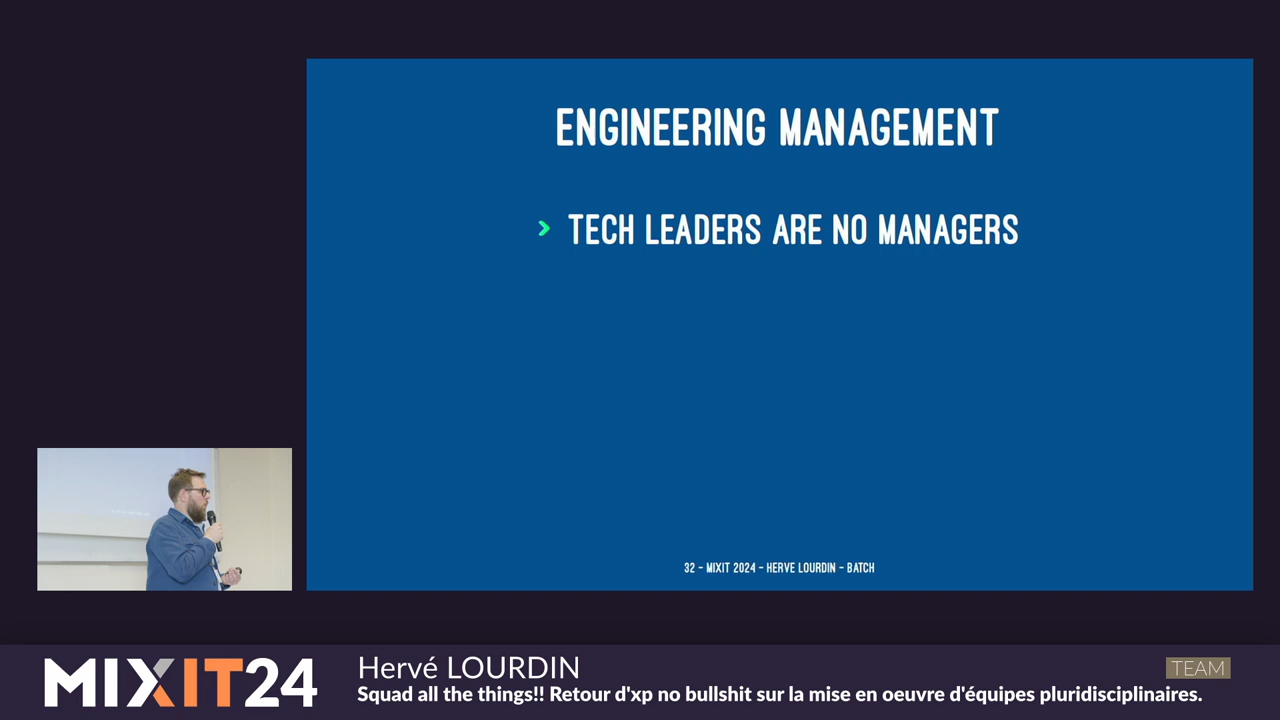 ENGINEERING MANAGEMENT
› TECH LEADERS ARE NO MANAGERS
32 - MIXIT 2024 - HERVE LOURDIN - BATCH
MIXIT24
Hervé LOURDIN
TEAM
Squad all the things!! Retour d'xp no bullshit sur la mise en oeuvre d'équipes pluridisciplinaires.